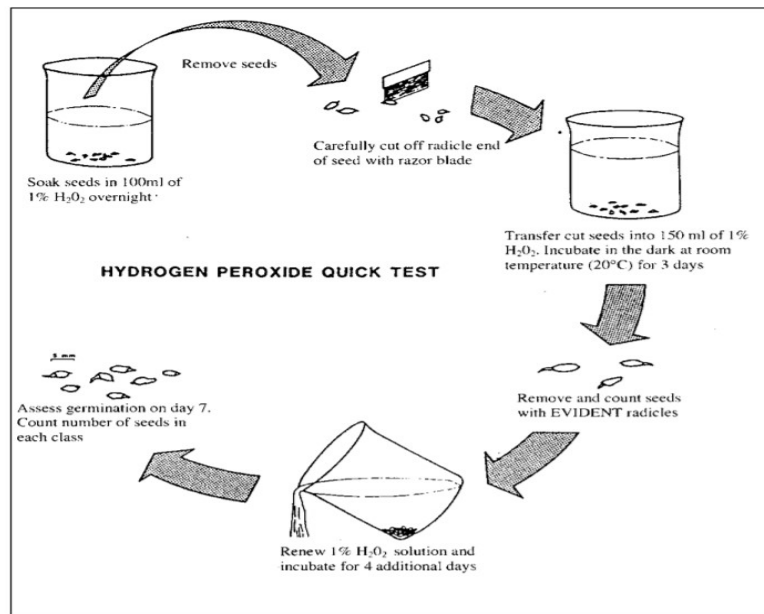 Remove seeds
Carefully cut off radicle end
of seed with razor blade
Soak seeds in 100ml of
1% H₂O₂ overnight
Transfer cut seeds into 150 ml of 1%
H₂O₂. Incubate in the dark at room
temperature (20°C) for 3 days
HYDROGEN PEROXIDE QUICK TEST
Remove and count seeds
with EVIDENT radicles
Renew 1% H₂O₂ solution and
incubate for 4 additional days
5 mm
Assess germination on day 7.
Count number of seeds in
each class